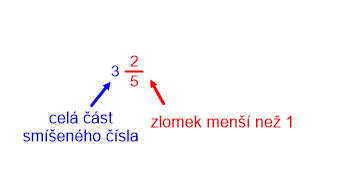 3 2/5
celá část
smíšeného čísla
zlomek menší než 1